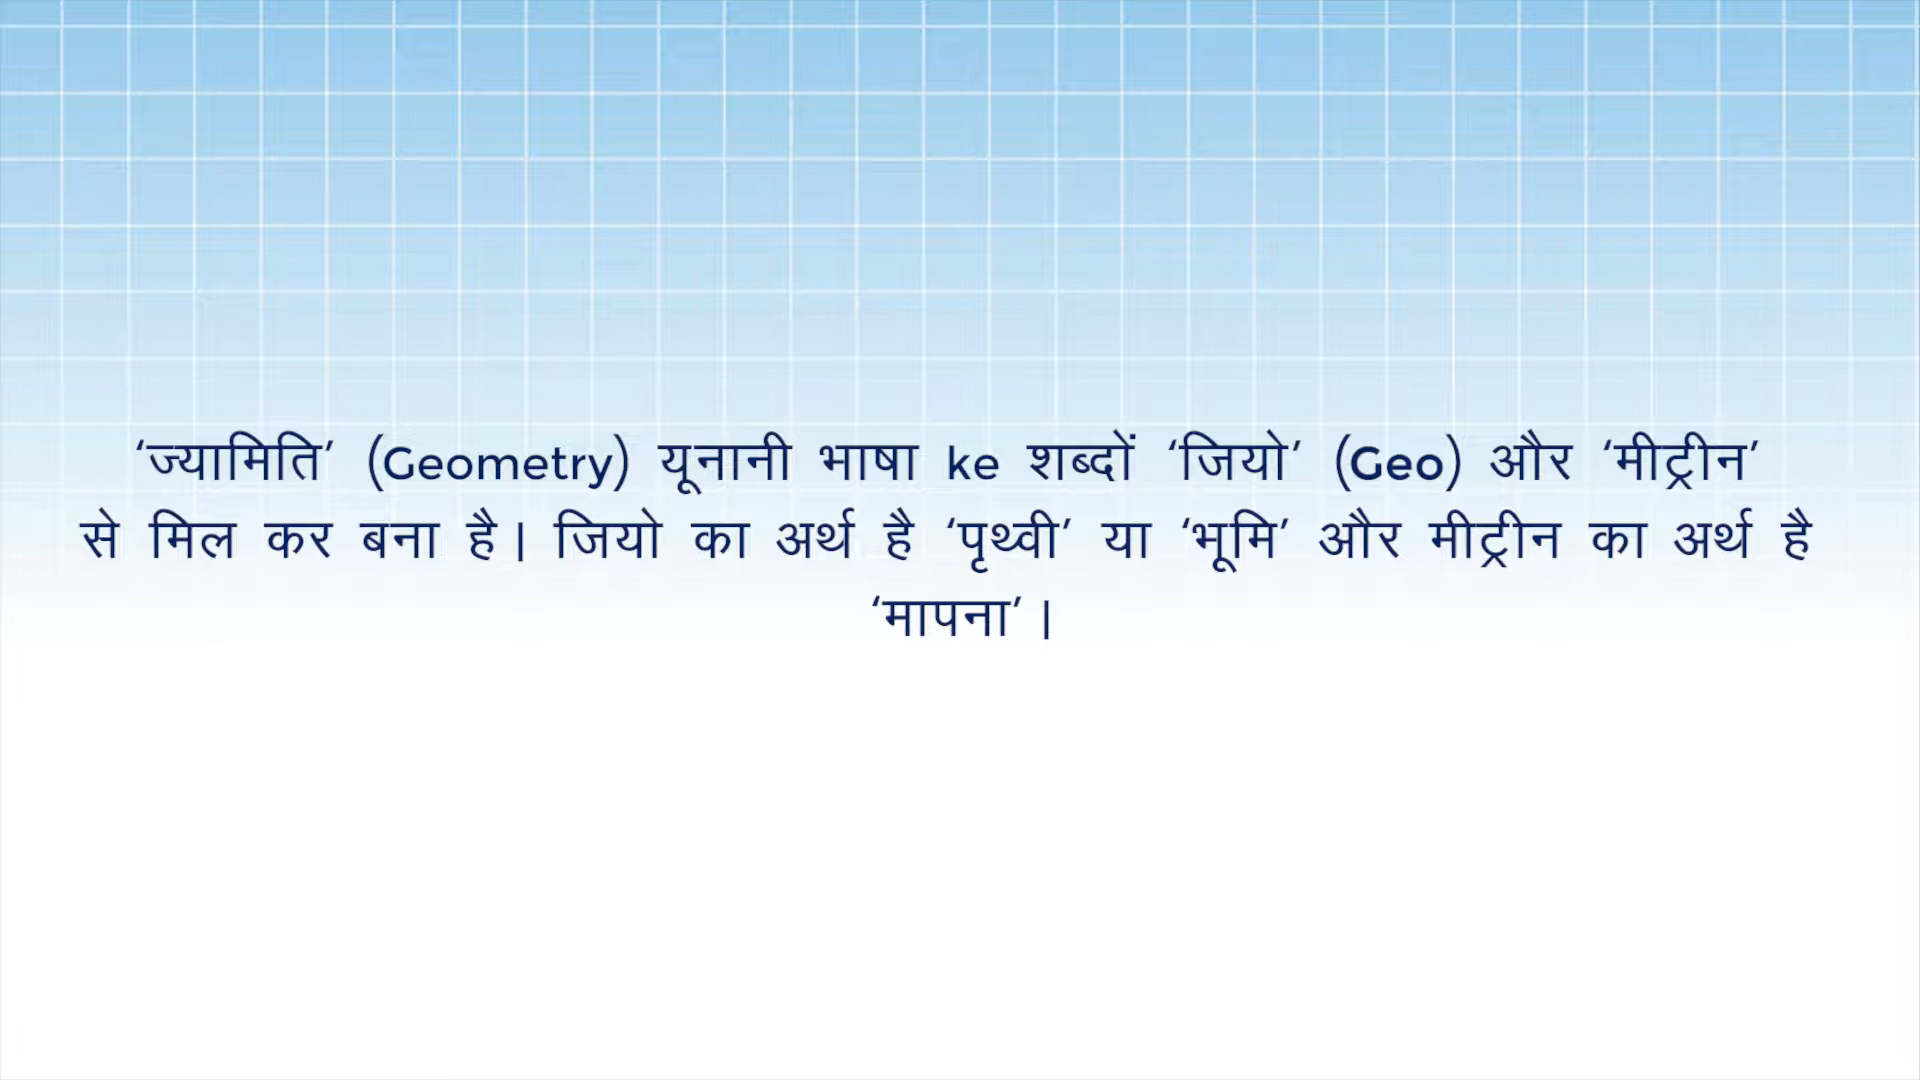 ‘ज्यामिति’ (Geometry) यूनानी भाषा ke शब्दों ‘जियो’ (Geo) और ‘मीट्रीन’
से मिल कर बना है। जियो का अर्थ है ‘पृथ्वी’ या ‘भूमि’ और मीट्रीन का अर्थ है
‘मापना’ ।